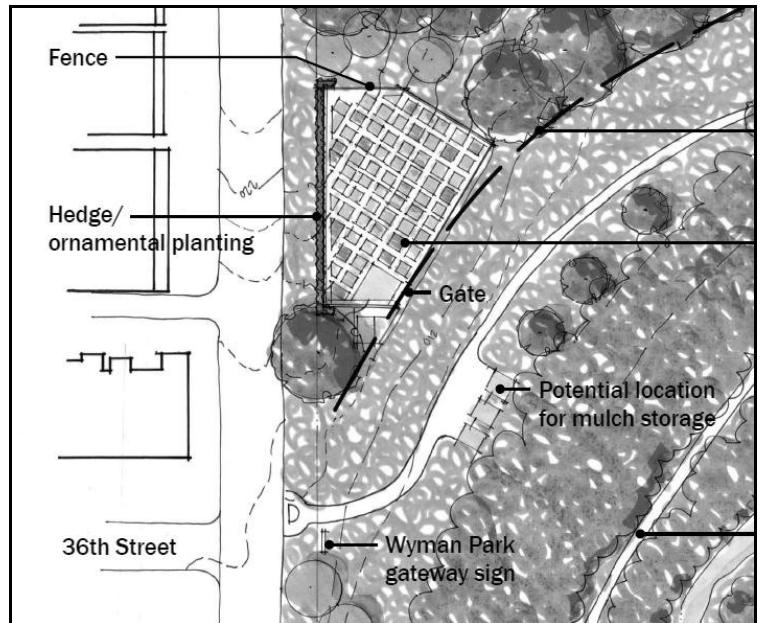 Fence
Hedge/
ornamental planting
Gate
Potential location
for mulch storage
36th Street
Wyman Park
gateway sign